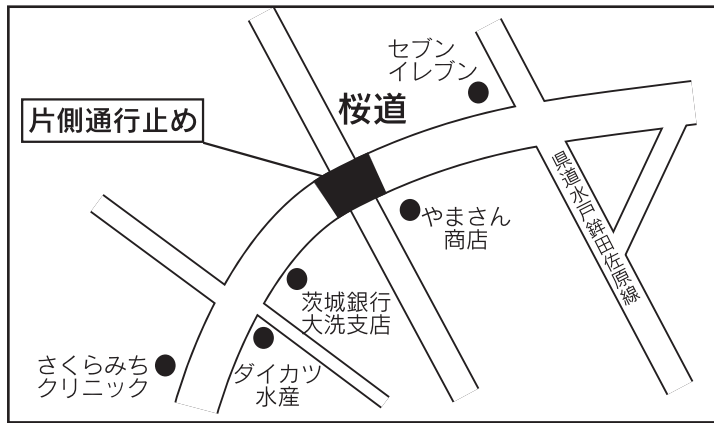 セブン
イレブン
桜道
片側通行止め
県道水戸鉾田佐原線
やまさん
商店
茨城銀行
大洗支店
さくらみち
クリニック
ダイカツ
水産